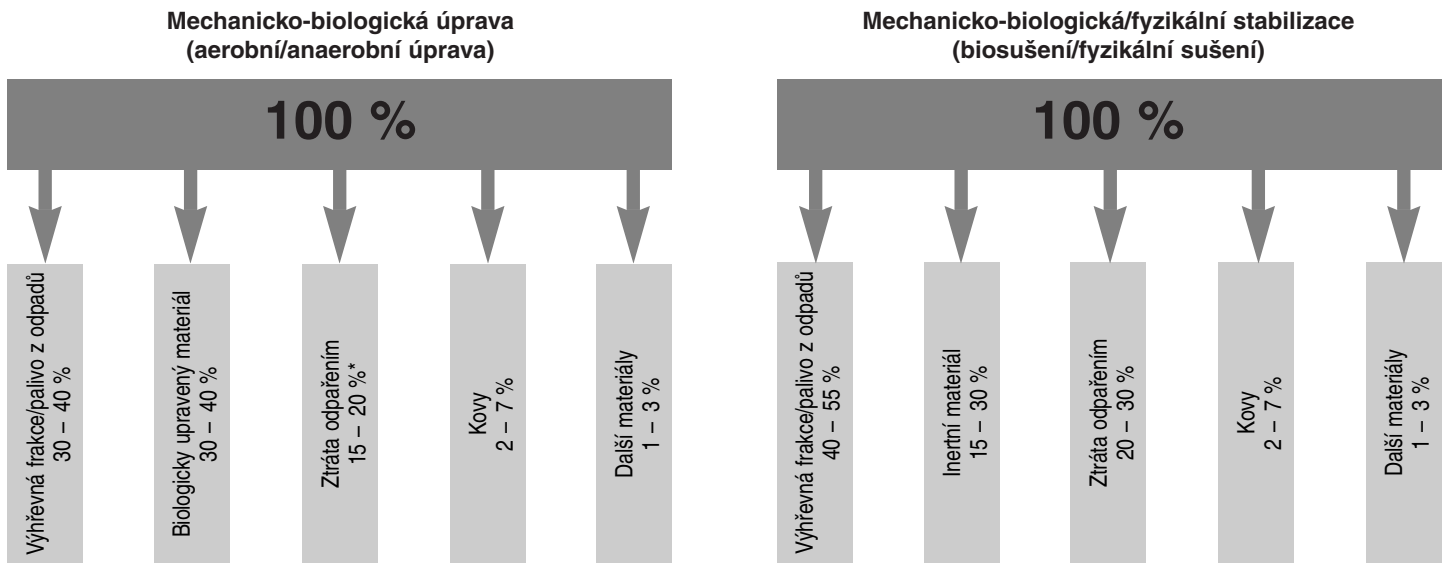 Mechanicko-biologická úprava
(aerobní/anaerobní úprava)
100 %
Výhřevná frakce/palivo z odpadů
30 – 40 %
Biologicky upravený materiál
30 – 40 %
Ztráta odpařením
15 – 20 %*
Kovy
2 – 7 %
Další materiály
1 – 3 %
Mechanicko-biologická/fyzikální stabilizace
(biosušení/fyzikální sušení)
100 %
Výhřevná frakce/palivo z odpadů
40 – 55 %
Inertní materiál
15 – 30 %
Ztráta odpařením
20 – 30 %
Kovy
2 – 7 %
Další materiály
1 – 3 %